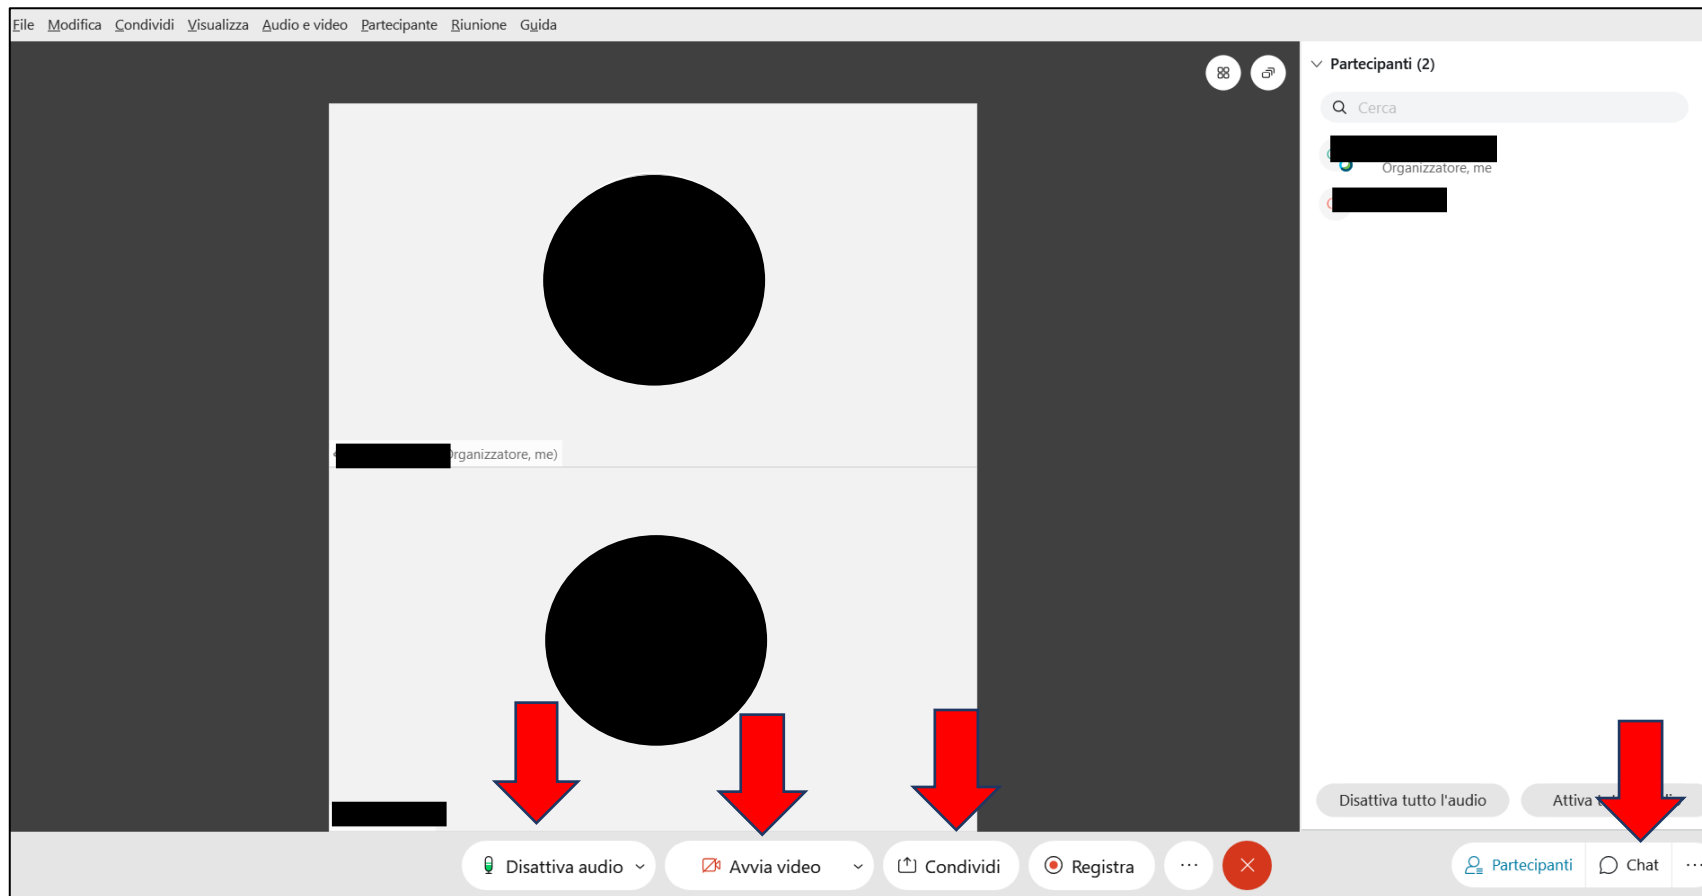 File Modifica Condividi Visualizza Audio e video Partecipante Riunione Guida
Partecipanti (2)
Cerca
Organizzatore, me
rganizzatore, me)
Disattiva tutto l'audio Attiva
Disattiva audio Avvia video Condividi Registra ... Partecipanti Chat ...